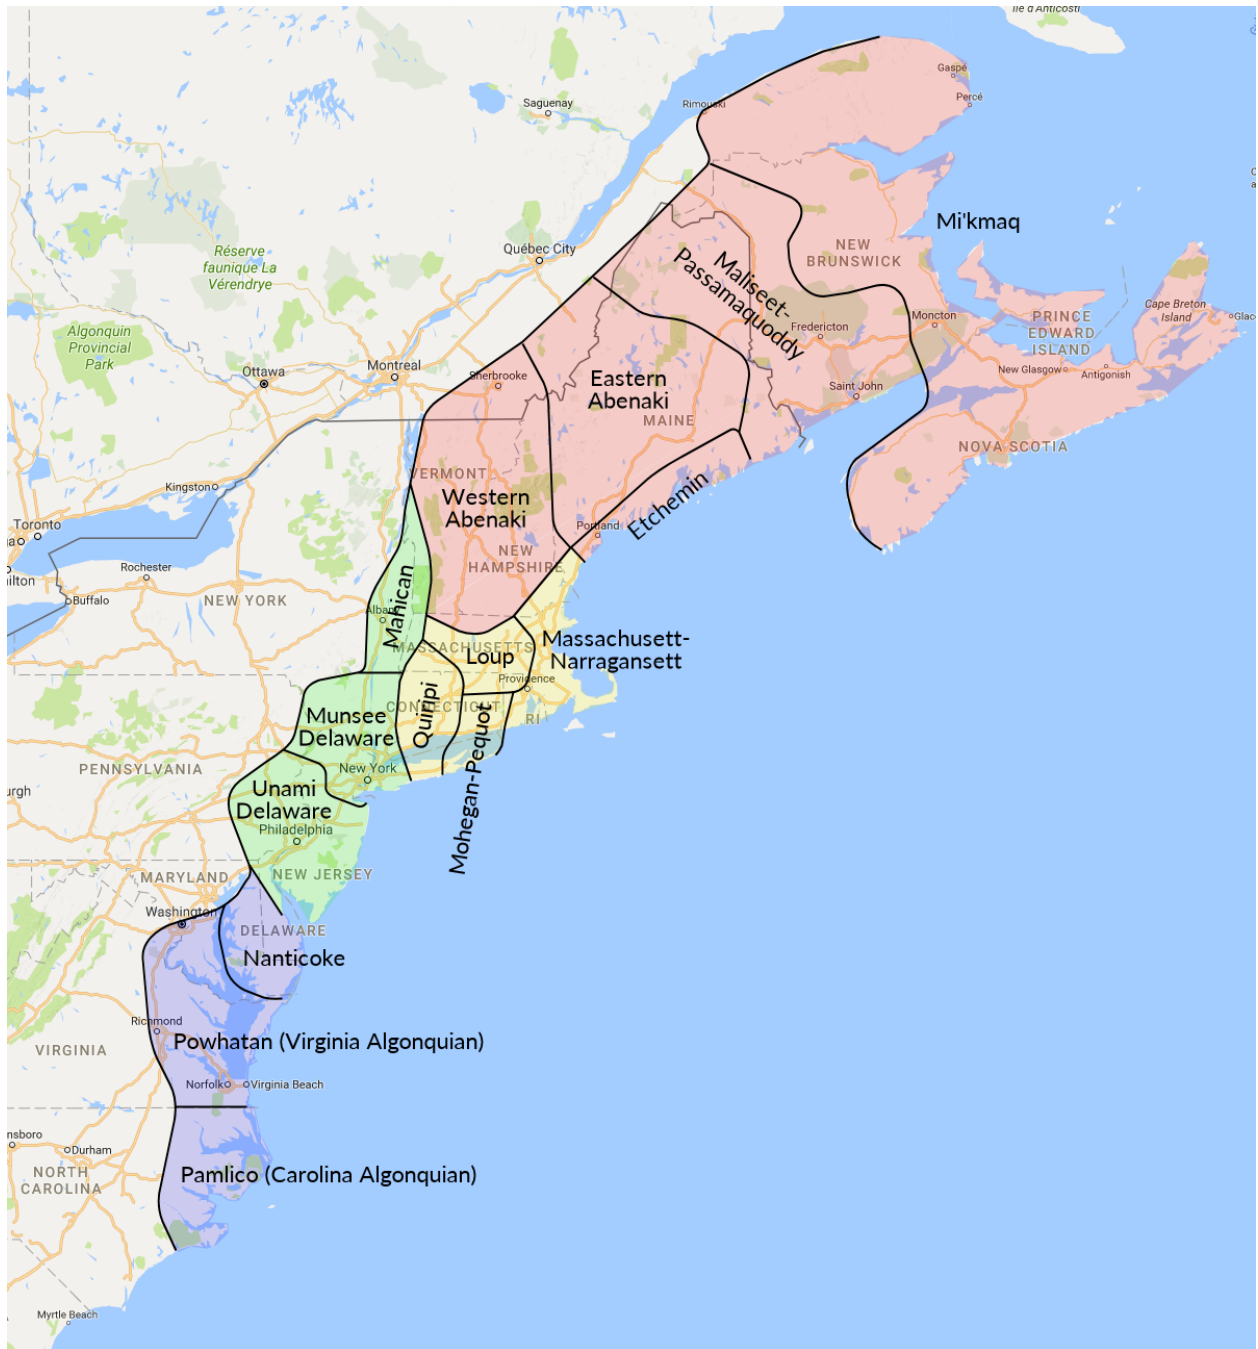 Île d'Anticosti
Gaspé
Percé
Rimouski
Saguenay
Mi'kmaq
NEW
BRUNSWICK
Québec City
Réserve
faunique La
Vérendrye
Maliseet-
Passamaquoddy
Cape Breton
Island
Glace
PRINCE
EDWARD
ISLAND
Moncton
Fredericton
Algonquin
Provincial
Park
Montreal
Ottawa
Sherbrooke
New Glasgow
Antigonish
Saint John
Eastern
Abenaki
MAINE
NOVA SCOTIA
VERMONT
Kingston
Western
Abenaki
Etchemin
Portland
Toronto
NEW
HAMPSHIRE
Rochester
ilton
Buffalo
NEW YORK
Albany
Mahican
MASSACHUSETTS
Loup
Massachusett-
Narragansett
Providence
CONNECTICUT
RI
Quiripi
Munsee
Delaware
Mohegan-Pequot
PENNSYLVANIA
New York
urgh
Unami
Delaware
Philadelphia
NEW JERSEY
MARYLAND
Washington
DELAWARE
Nanticoke
Richmond
Powhatan (Virginia Algonquian)
VIRGINIA
Norfolk
Virginia Beach
nsboro
Durham
NORTH
CAROLINA
Pamlico (Carolina Algonquian)
Myrtle Beach